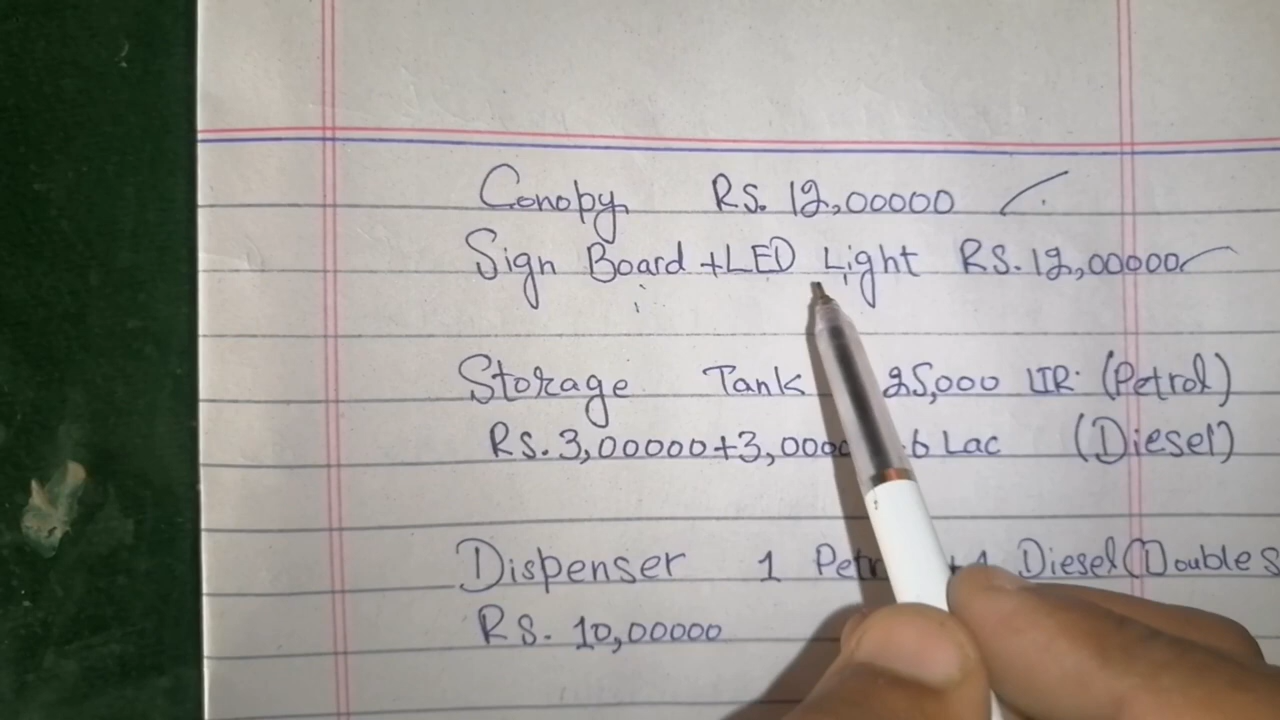 Conopy Rs. 12,00000
Sign Board + LED Light Rs. 12,00000
Storage Tank 25,000 LTR (Petrol)
Rs. 3,00000+3,000 6 Lac (Diesel)
Dispenser 1 +1 Diesel (Double
Rs. 10,00000